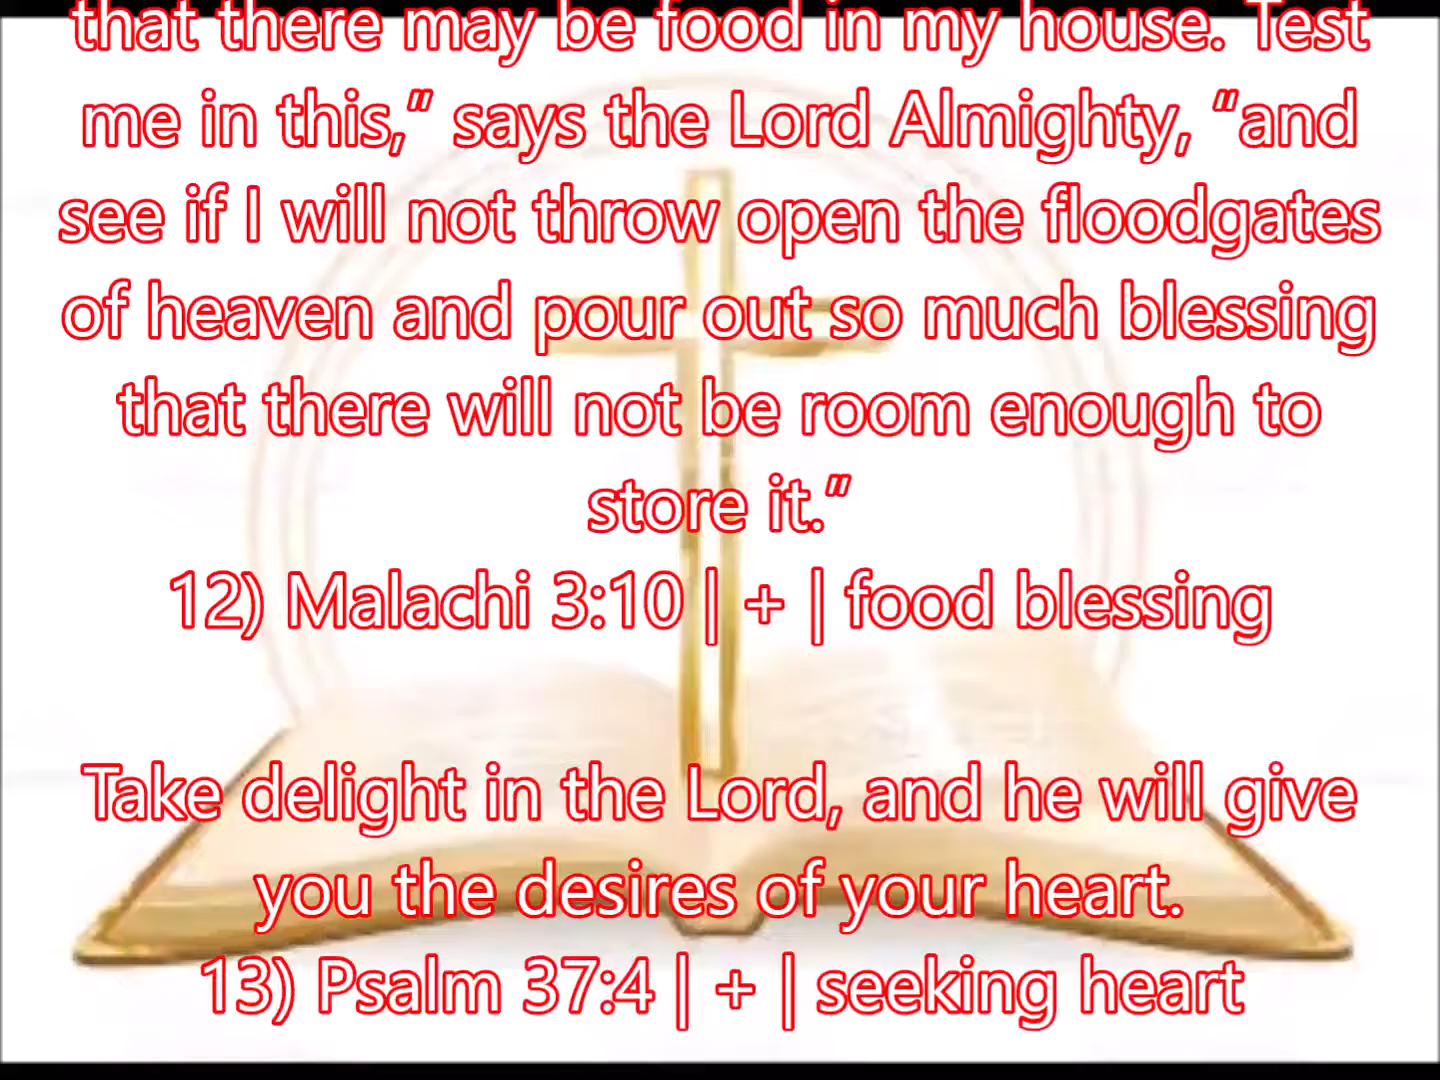 that there may be food in my house. Test
me in this,” says the Lord Almighty, “and
see if I will not throw open the floodgates
of heaven and pour out so much blessing
that there will not be room enough to
store it.”
12) Malachi 3:10 | + | food blessing
Take delight in the Lord, and he will give
you the desires of your heart.
13) Psalm 37:4 | + | seeking heart